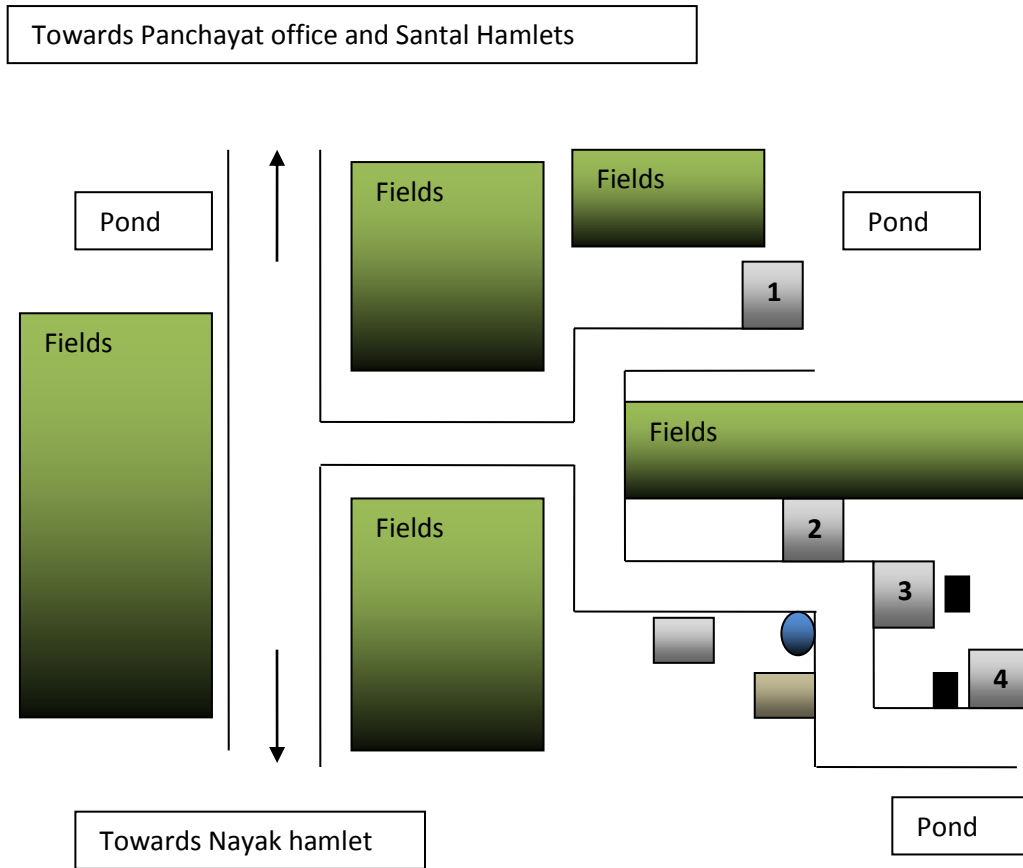 Towards Panchayat office and Santal Hamlets
Fields
Fields
Pond
Pond
1
Fields
Fields
Fields
2
3
4
Pond
Towards Nayak hamlet